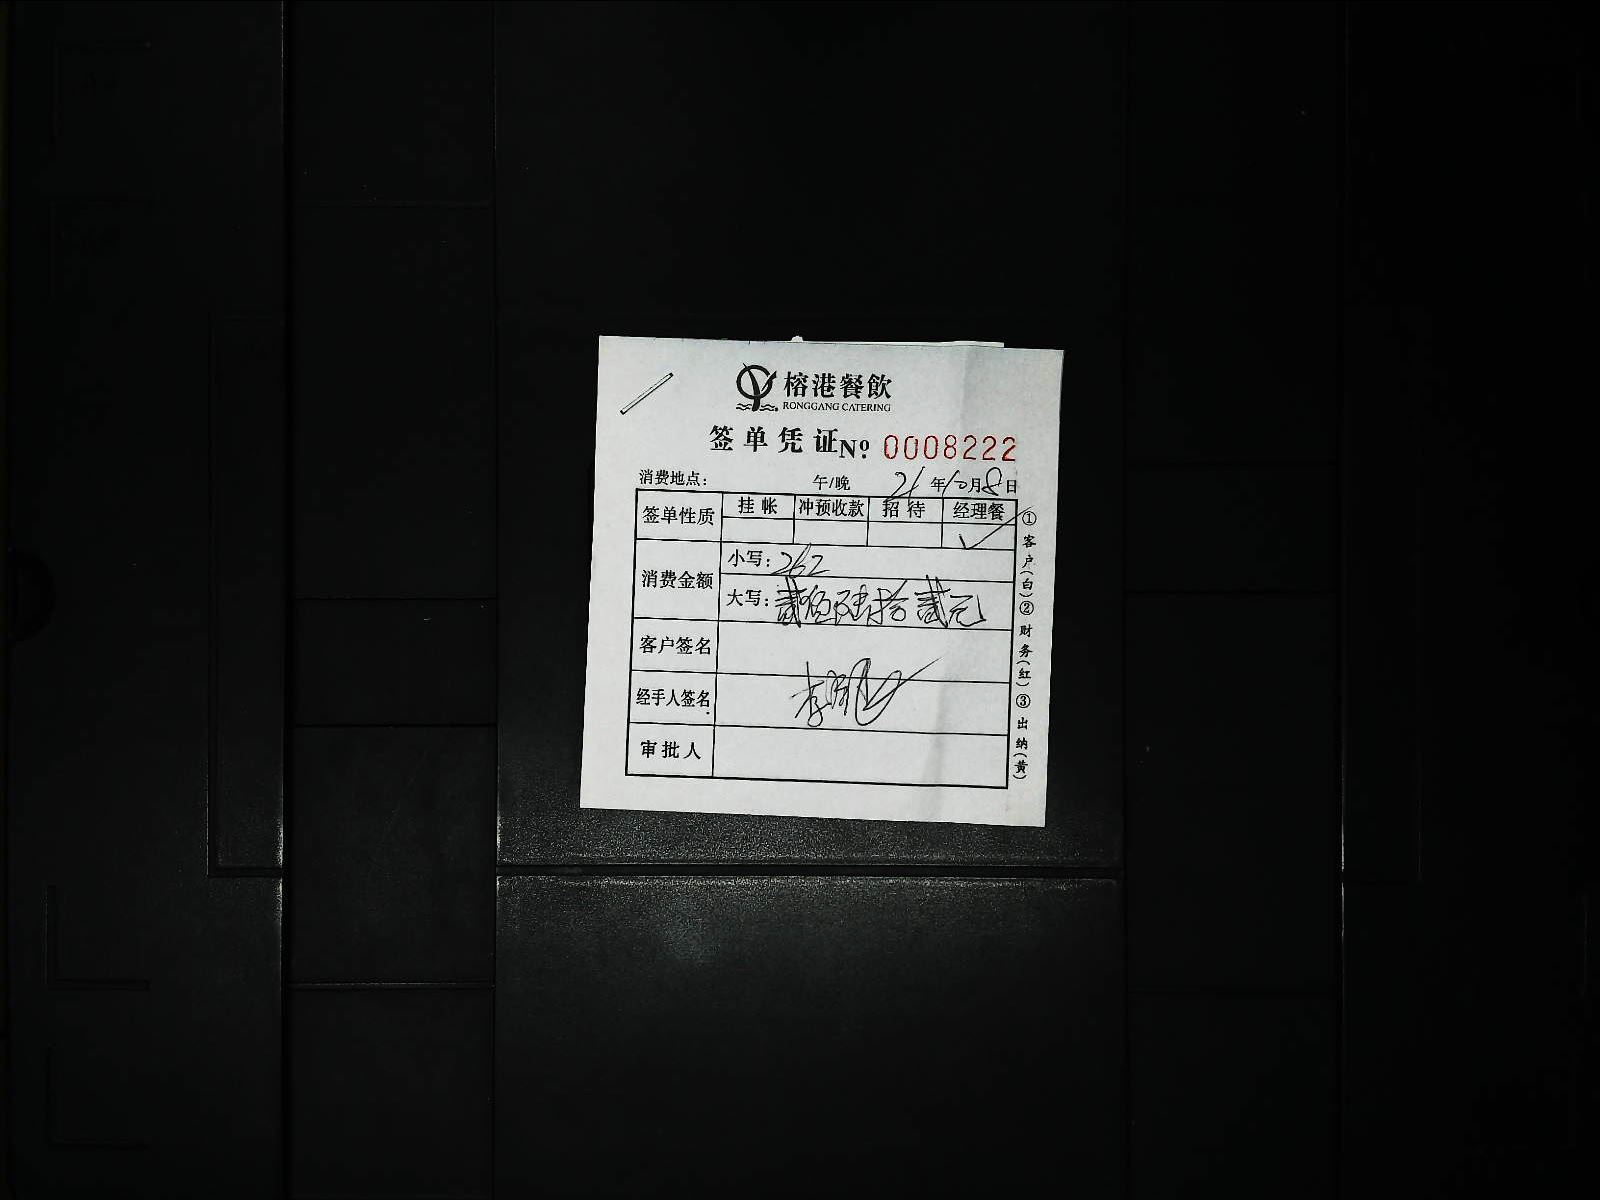 榕港餐飲
RONGGANG CATERING
签单凭证 Nº 0008222
消费地点: 午/晚 21年10月8日
签单性质 挂帐 冲预收款 招待 经理餐
✓
消费金额 小写:262
大写:贰佰陆拾贰元
客户签名
经手人签名
审批人
①客户(白)②财务(红)③出纳(黄)